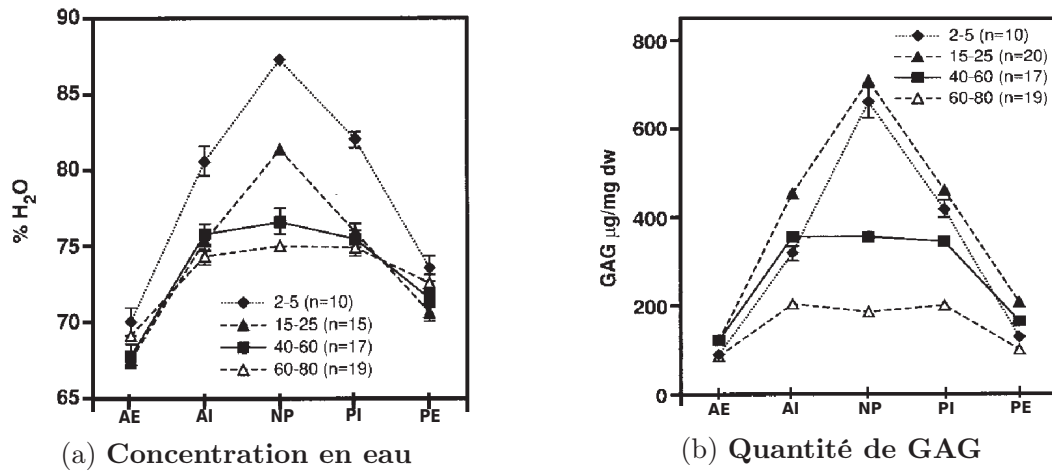 90
85
80
75
70
65
% H₂O
2-5 (n=10)
15-25 (n=15)
40-60 (n=17)
60-80 (n=19)
AE AI NP PI PE
(a) Concentration en eau
800
600
400
200
0
GAG µg/mg dw
2-5 (n=10)
15-25 (n=20)
40-60 (n=17)
60-80 (n=19)
AE AI NP PI PE
(b) Quantité de GAG